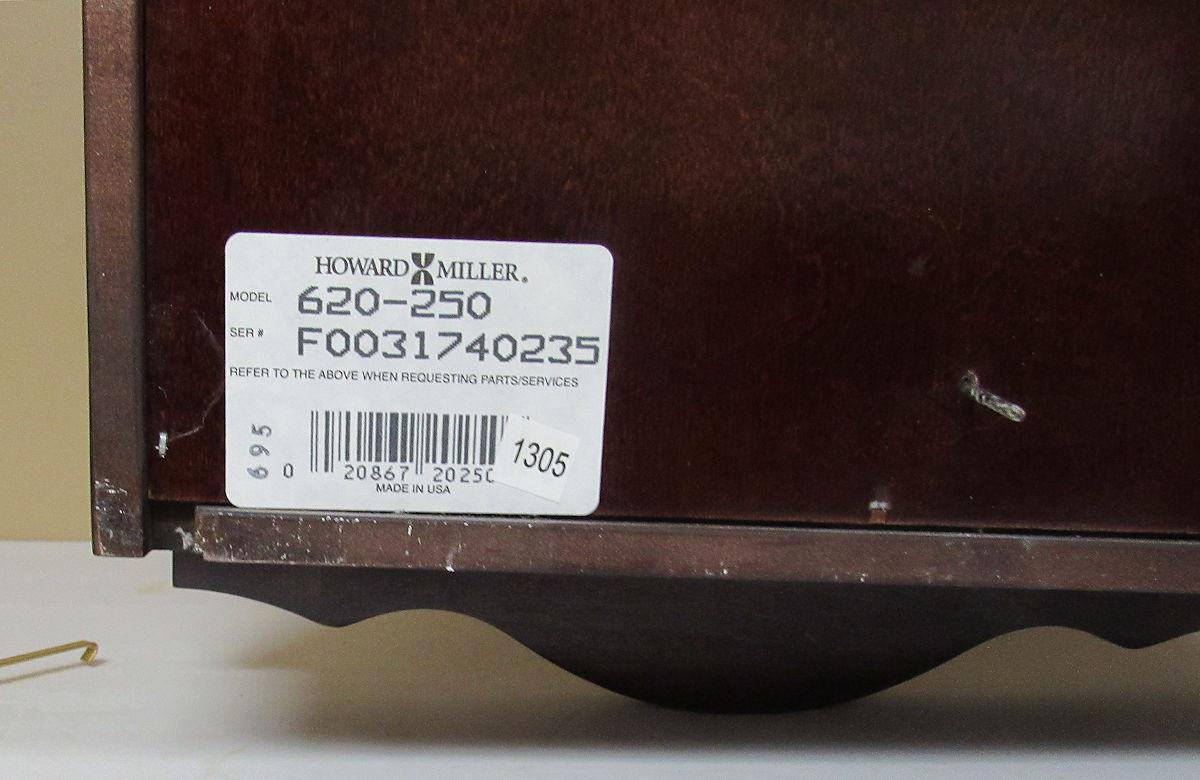 HOWARD MILLER®
MODEL 620-250
SER # F0031740235
REFER TO THE ABOVE WHEN REQUESTING PARTS/SERVICES
695
0 20867 20250
1305
MADE IN USA